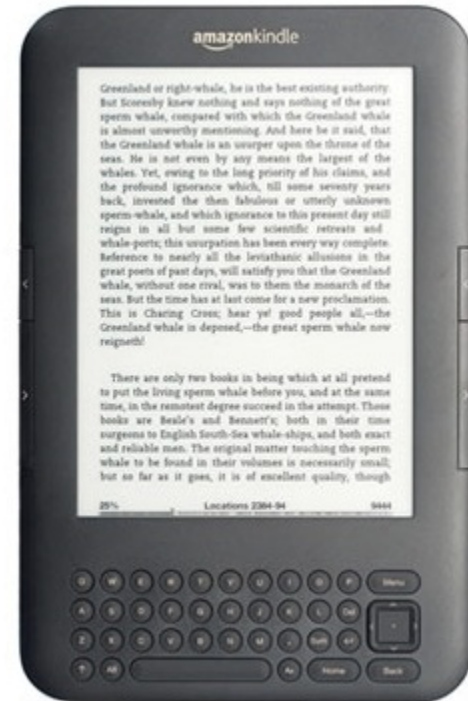 amazonkindle
Greenland or right-whale, he is the best existing authority.
But Scoresby knew nothing and says nothing of the great
sperm whale, compared with which the Greenland whale
is almost unworthy mentioning. And here be it said, that
the Greenland whale is an usurper upon the throne of the
seas. He is not even by any means the largest of the
whales. Yet, owing to the long priority of his claims, and
the profound ignorance which, till some seventy years
back, invested the then fabulous or utterly unknown
sperm-whale, and which ignorance to this present day still
reigns in all but some few scientific retreats and
whale-ports; this usurpation has been every way complete.
Reference to nearly all the leviathanic allusions in the
great poets of past days, will satisfy you that the Greenland
whale, without one rival, was to them the monarch of the
seas. But the time has at last come for a new proclamation.
This is Charing Cross; hear ye! good people all,—the
Greenland whale is deposed,—the great sperm whale now
reigneth!
There are only two books in being which at all pretend
to put the living sperm whale before you, and at the same
time, in the remotest degree succeed in the attempt. Those
books are Beale's and Bennett's; both in their time
surgeons to English South-Sea whale-ships, and both exact
and reliable men. The original matter touching the sperm
whale to be found in their volumes is necessarily small;
but so far as it goes, it is of excellent quality, though
25% Locations 2384-94 9444
Q W E R T Y U I O P Menu
A S D F G H J K L Del
Z X C V B N M . Sym
Alt Aa Home Back